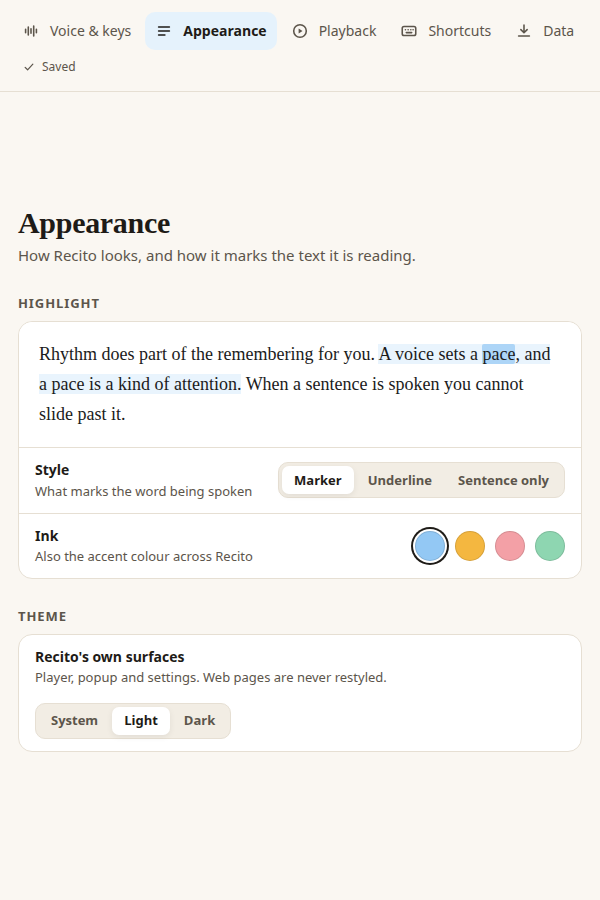 Voice & keys Appearance Playback Shortcuts Data
Saved
Appearance
How Recito looks, and how it marks the text it is reading.
HIGHLIGHT
Rhythm does part of the remembering for you. A voice sets a pace, and
a pace is a kind of attention. When a sentence is spoken you cannot
slide past it.
Style
What marks the word being spoken
Marker Underline Sentence only
Ink
Also the accent colour across Recito
THEME
Recito's own surfaces
Player, popup and settings. Web pages are never restyled.
System Light Dark